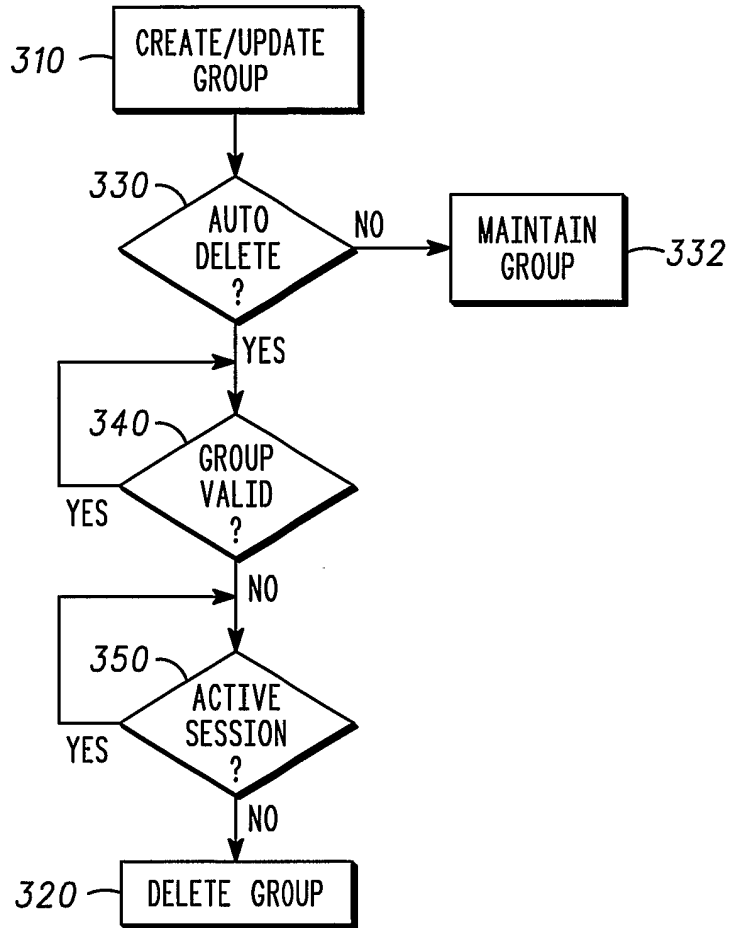 310
CREATE/UPDATE
GROUP
330
AUTO
DELETE
?
NO
MAINTAIN
GROUP
332
YES
340
GROUP
VALID
?
YES
NO
350
ACTIVE
SESSION
?
YES
NO
320
DELETE GROUP